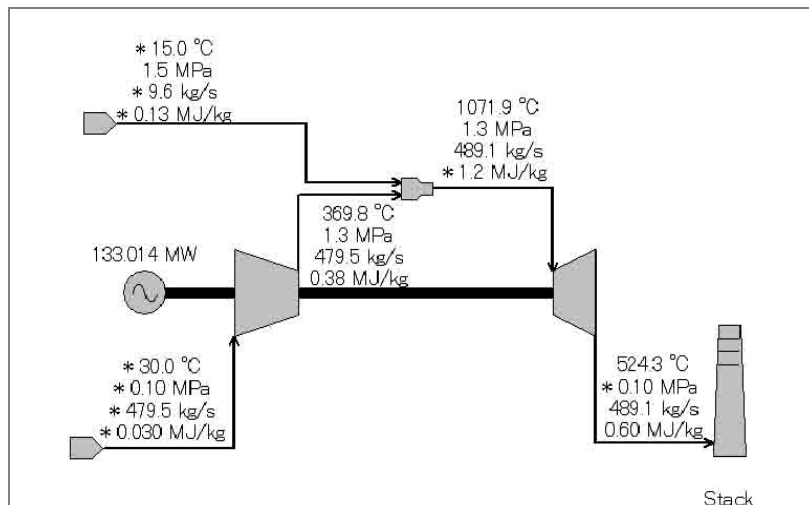 * 15.0 °C
1.5 MPa
* 9.6 kg/s
* 0.13 MJ/kg
1071.9 °C
1.3 MPa
489.1 kg/s
* 1.2 MJ/kg
369.8 °C
1.3 MPa
479.5 kg/s
0.38 MJ/kg
133.014 MW
* 30.0 °C
* 0.10 MPa
* 479.5 kg/s
* 0.030 MJ/kg
524.3 °C
* 0.10 MPa
489.1 kg/s
0.60 MJ/kg
Stack